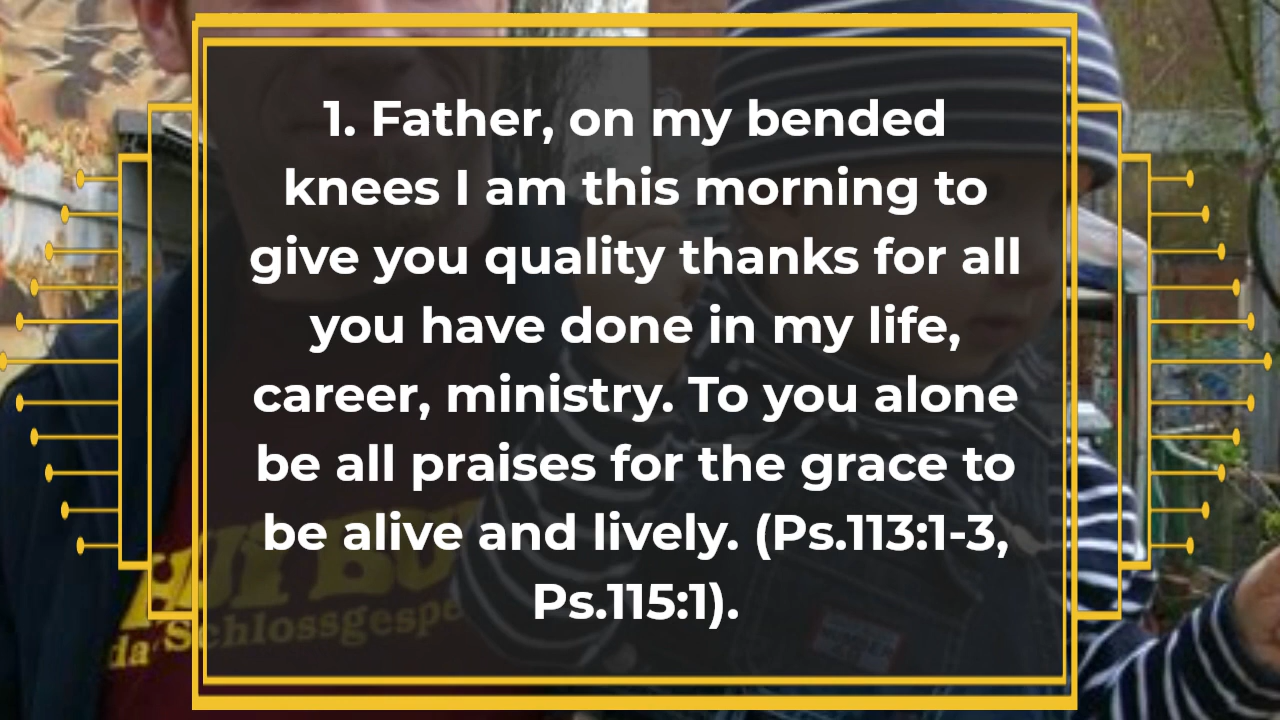 1. Father, on my bended
knees I am this morning to
give you quality thanks for all
you have done in my life,
career, ministry. To you alone
be all praises for the grace to
be alive and lively. (Ps.113:1-3,
Ps.115:1).
da Schlossgespe